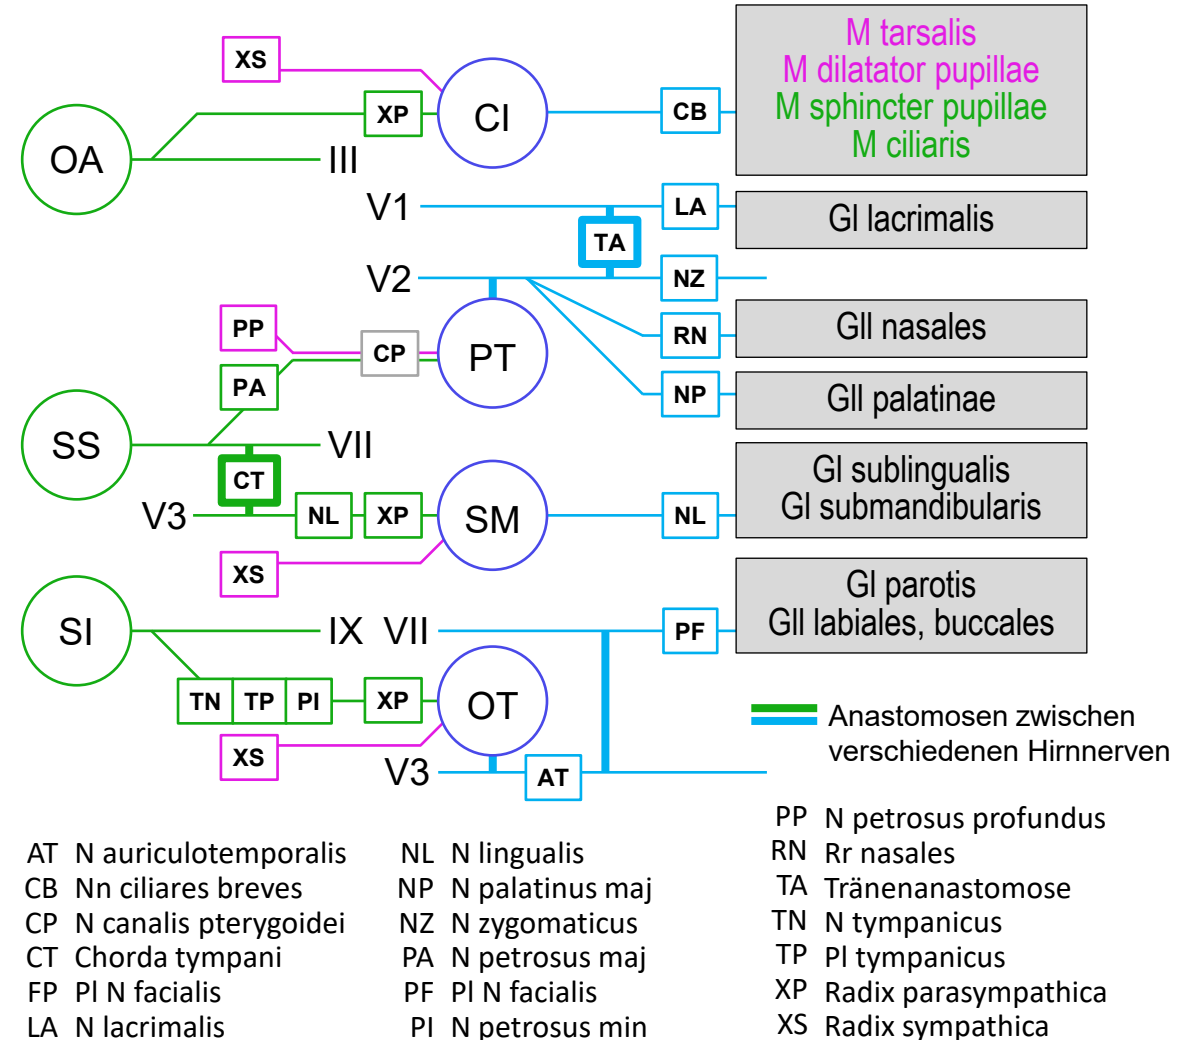 XS
M tarsalis
M dilatator pupillae
M sphincter pupillae
M ciliaris
OA
XP
CI
CB
III
V1
LA
Gl lacrimalis
TA
V2
NZ
PP
CP
PT
RN
Gll nasales
PA
NP
Gll palatinae
SS
VII
CT
V3
NL
XP
SM
NL
Gl sublingualis
Gl submandibularis
XS
SI
IX
VII
PF
Gl parotis
Gll labiales, buccales
TN
TP
PI
XP
OT
XS
V3
AT
Anastomosen zwischen
verschiedenen Hirnnerven
AT N auriculotemporalis
CB Nn ciliares breves
CP N canalis pterygoidei
CT Chorda tympani
FP Pl N facialis
LA N lacrimalis
NL N lingualis
NP N palatinus maj
NZ N zygomaticus
PA N petrosus maj
PF Pl N facialis
PI N petrosus min
PP N petrosus profundus
RN Rr nasales
TA Tränenanastomose
TN N tympanicus
TP Pl tympanicus
XP Radix parasympathica
XS Radix sympathica